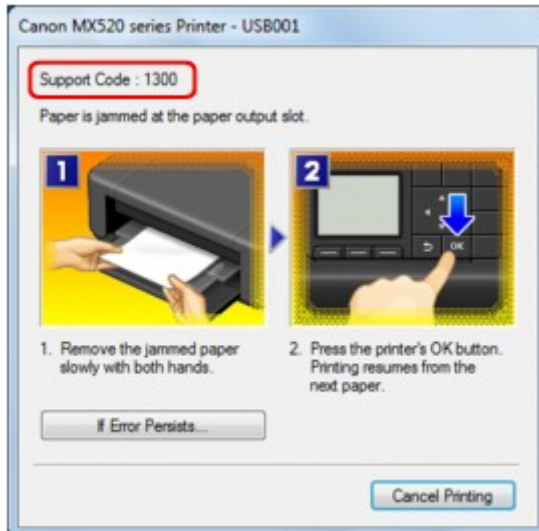 Canon MX520 series Printer - USB001
Support Code : 1300
Paper is jammed at the paper output slot.
1
2
OK
1. Remove the jammed paper
slowly with both hands.
2. Press the printer's OK button.
Printing resumes from the
next paper.
If Error Persists...
Cancel Printing